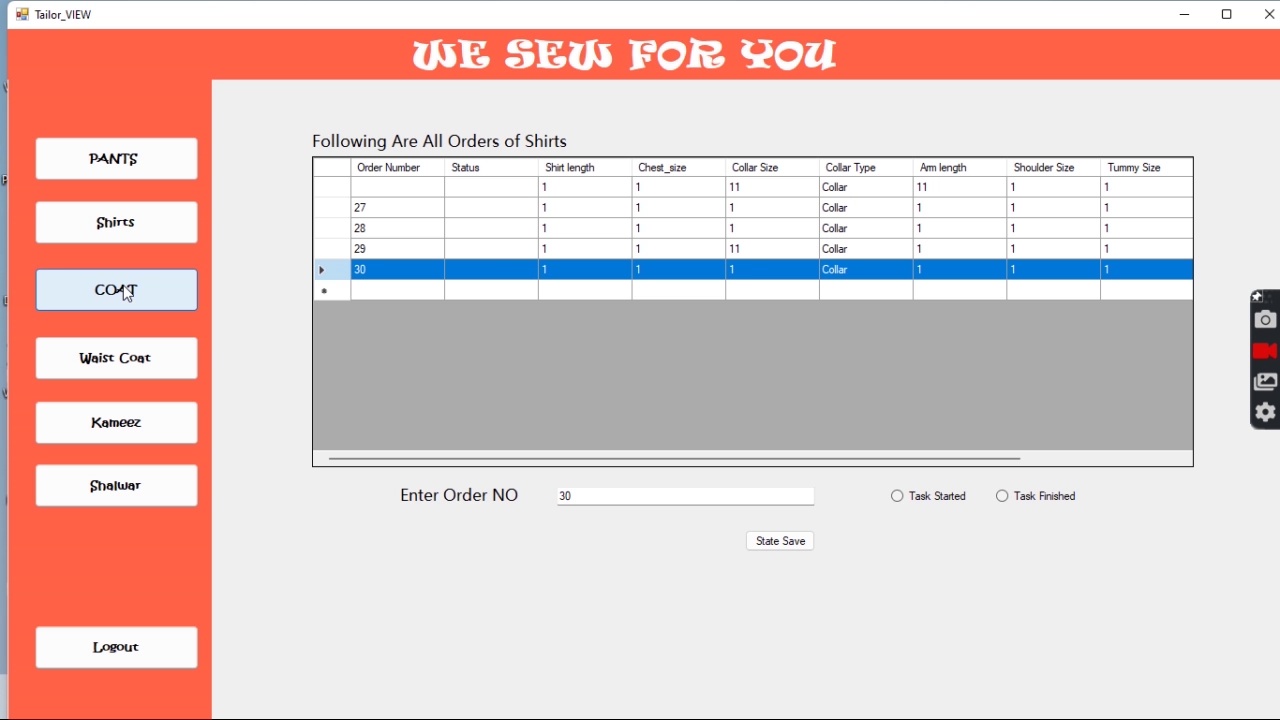 Tailor_VIEW
WE SEW FOR YOU
PANTS
Shirts
COAT
Waist Coat
Kameez
Shalwar
Logout
Following Are All Orders of Shirts
Order Number Status Shirt length Chest_size Collar Size Collar Type Arm length Shoulder Size Tummy Size
1 1 11 Collar 11 1 1
27 1 1 1 Collar 1 1 1
28 1 1 1 Collar 1 1 1
29 1 1 11 Collar 1 1 1
30 1 1 1 Collar 1 1 1
Enter Order NO 30 Task Started Task Finished
State Save